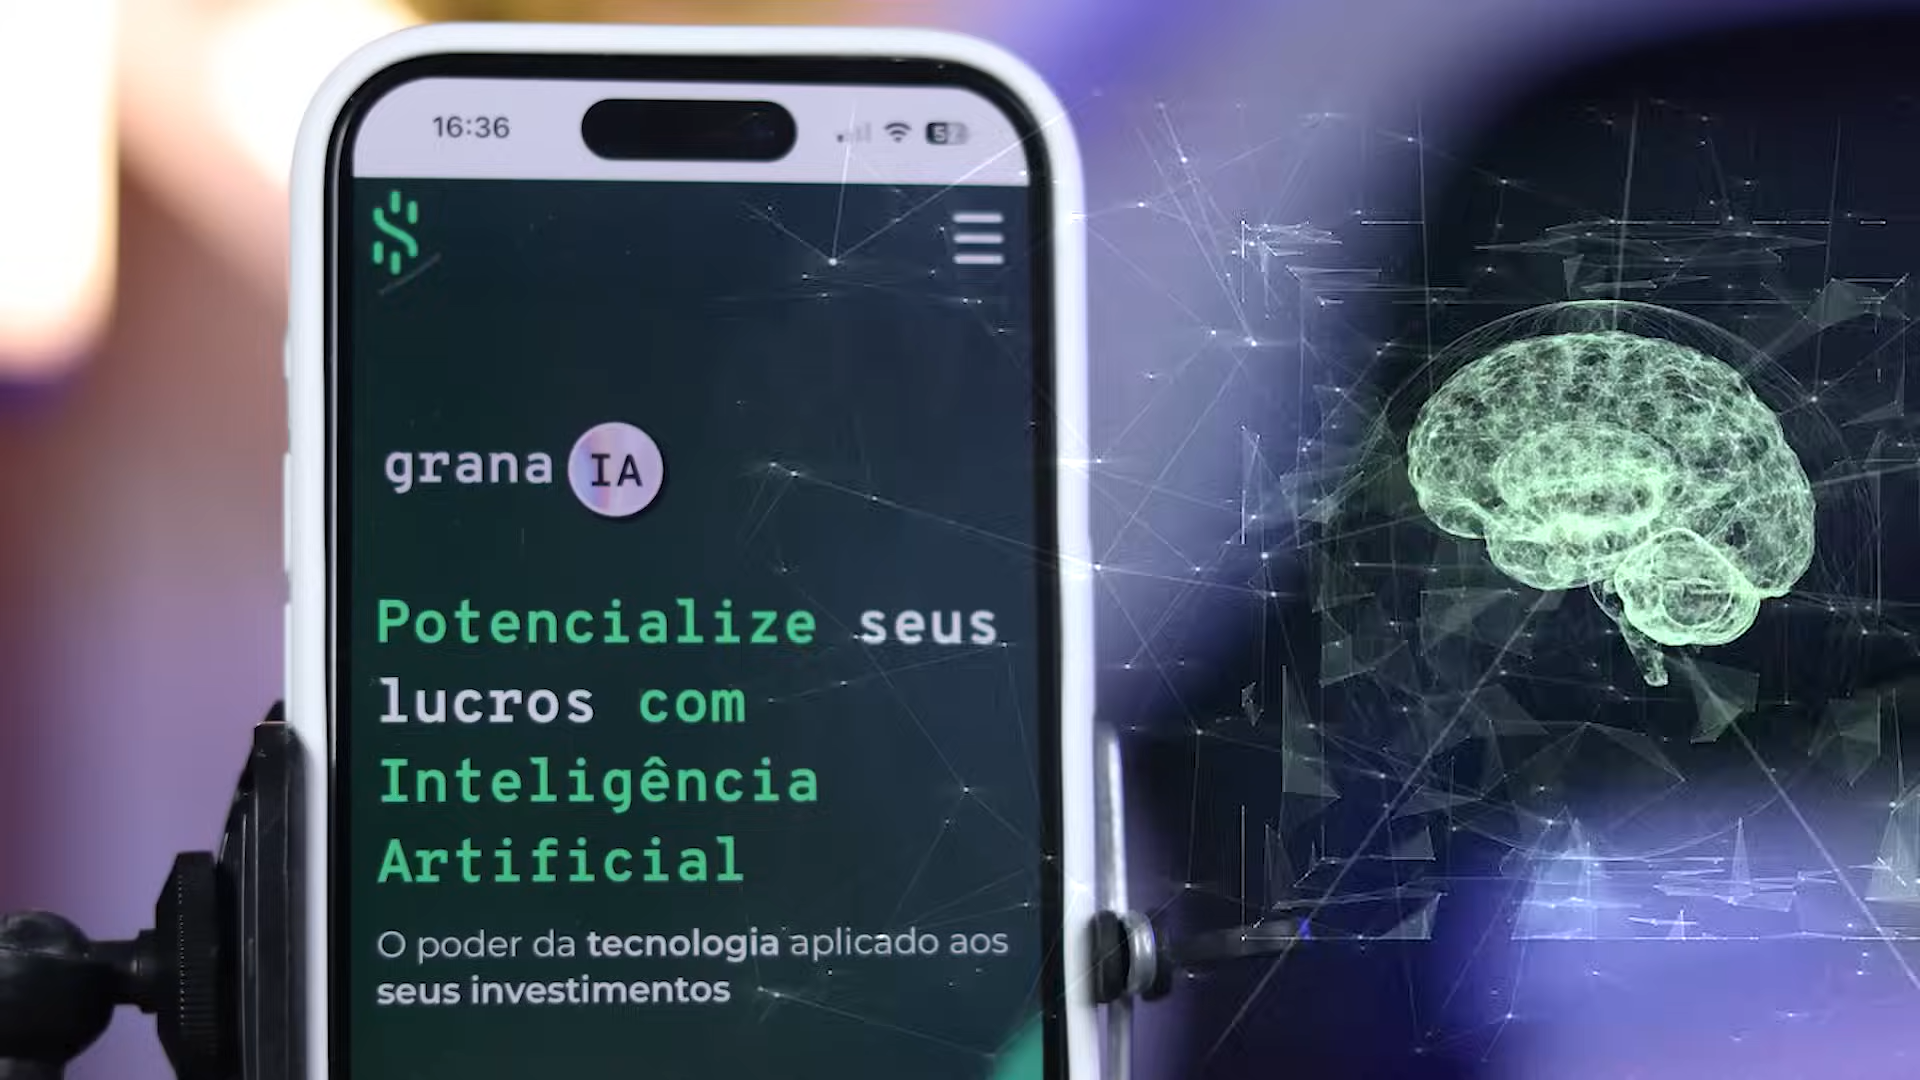 16:36
grana IA
Potencialize seus
lucros com
Inteligência
Artificial
O poder da tecnologia aplicado aos
seus investimentos